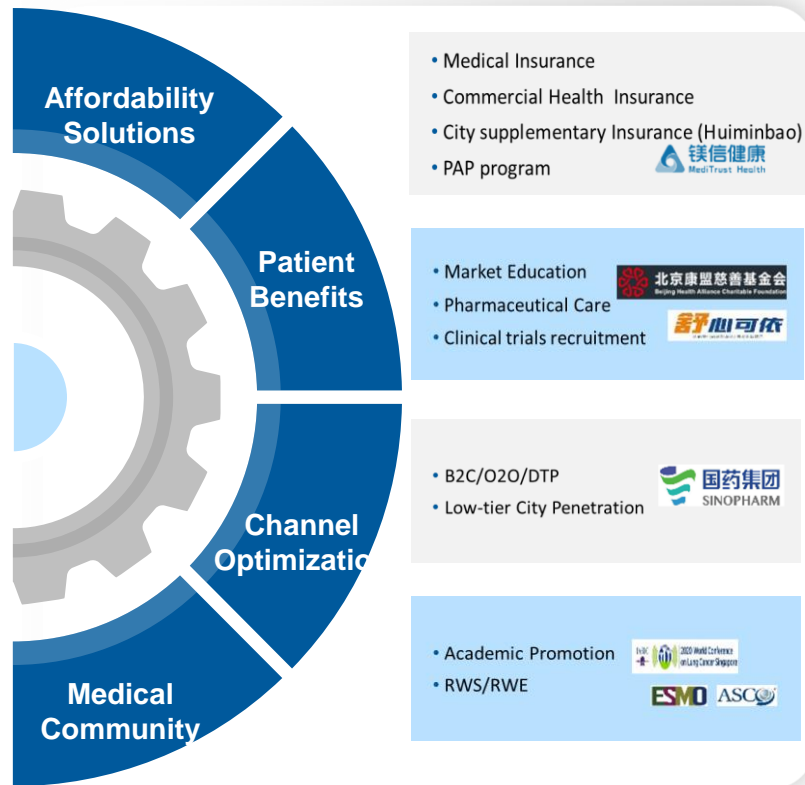 Affordability
Solutions
• Medical Insurance
• Commercial Health Insurance
• City supplementary Insurance (Huiminbao)
• PAP program
镁信健康
MediTrust Health
Patient
Benefits
• Market Education
• Pharmaceutical Care
• Clinical trials recruitment
北京康盟慈善基金会
Beijing Health Alliance Charitable Foundation
舒心可依
Channel
Optimizatio
• B2C/O2O/DTP
• Low-tier City Penetration
国药集团
SINOPHARM
Medical
Community
• Academic Promotion
• RWS/RWE
2020 World Conference
on Lung Cancer Singapore
ESMO
ASCO